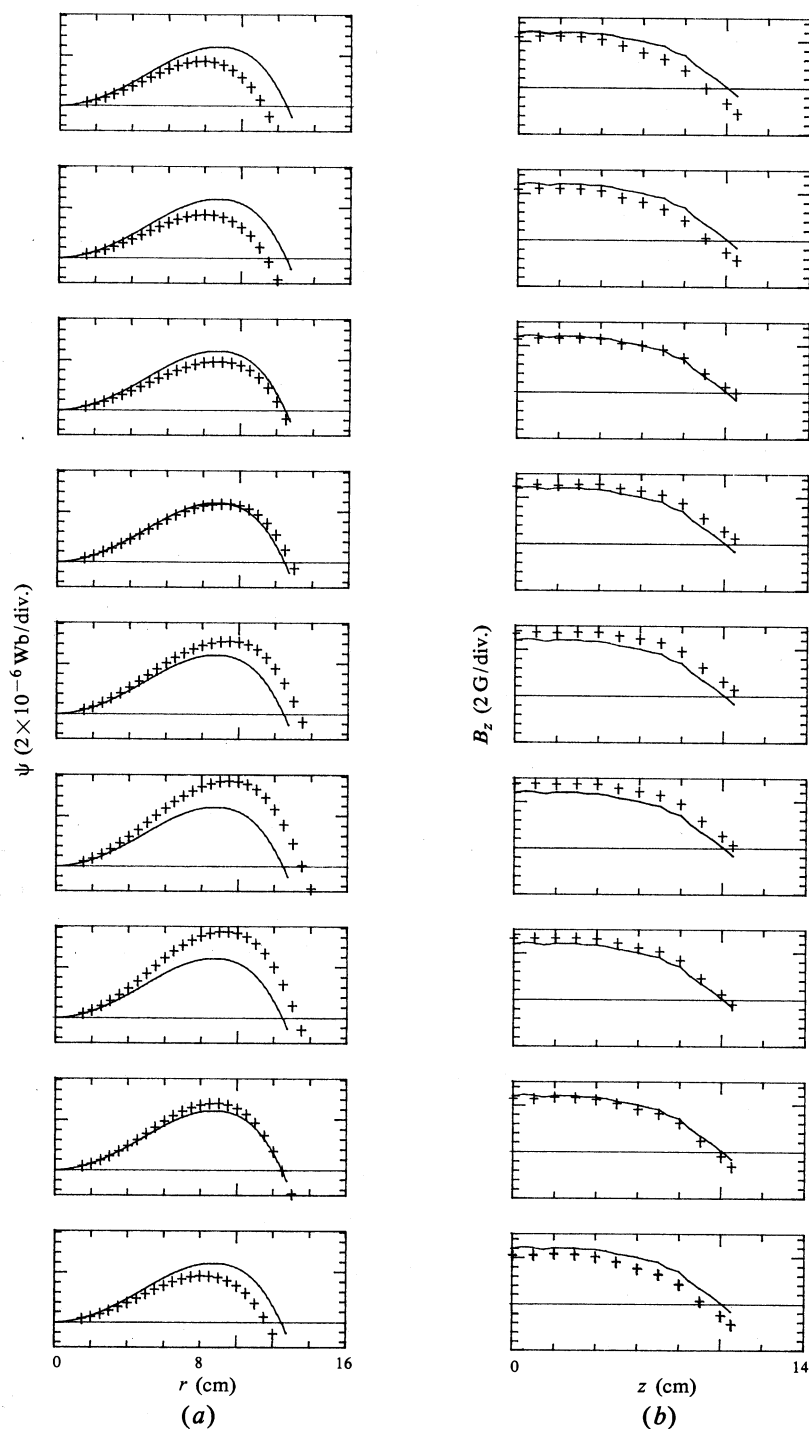 ψ (2×10⁻⁶ Wb/div.)
0 8 16
r (cm)
(a)
B_z (2 G/div.)
0 14
z (cm)
(b)